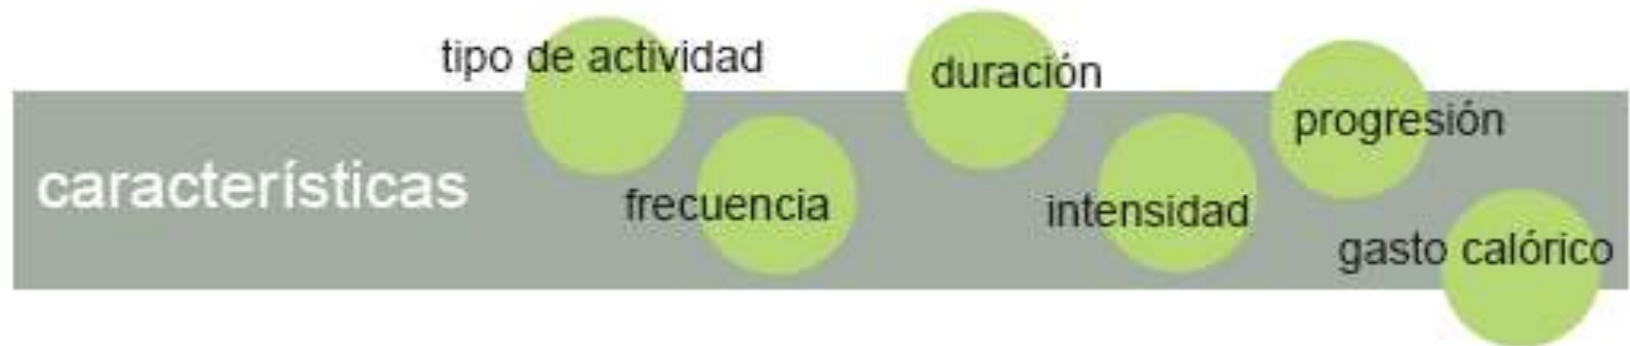 características
tipo de actividad
frecuencia
duración
intensidad
progresión
gasto calórico